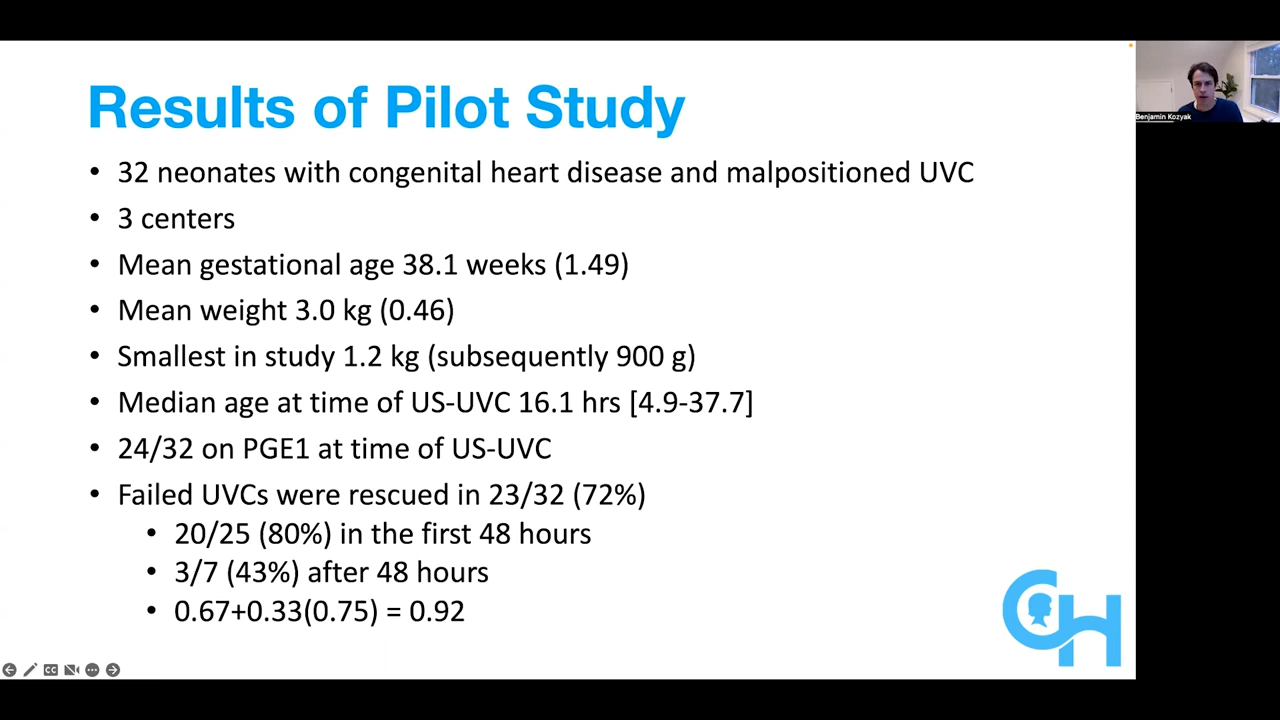 Results of Pilot Study
• 32 neonates with congenital heart disease and malpositioned UVC
• 3 centers
• Mean gestational age 38.1 weeks (1.49)
• Mean weight 3.0 kg (0.46)
• Smallest in study 1.2 kg (subsequently 900 g)
• Median age at time of US-UVC 16.1 hrs [4.9-37.7]
• 24/32 on PGE1 at time of US-UVC
• Failed UVCs were rescued in 23/32 (72%)
• 20/25 (80%) in the first 48 hours
• 3/7 (43%) after 48 hours
• 0.67+0.33(0.75) = 0.92
Benjamin Kozyak
CH
CC